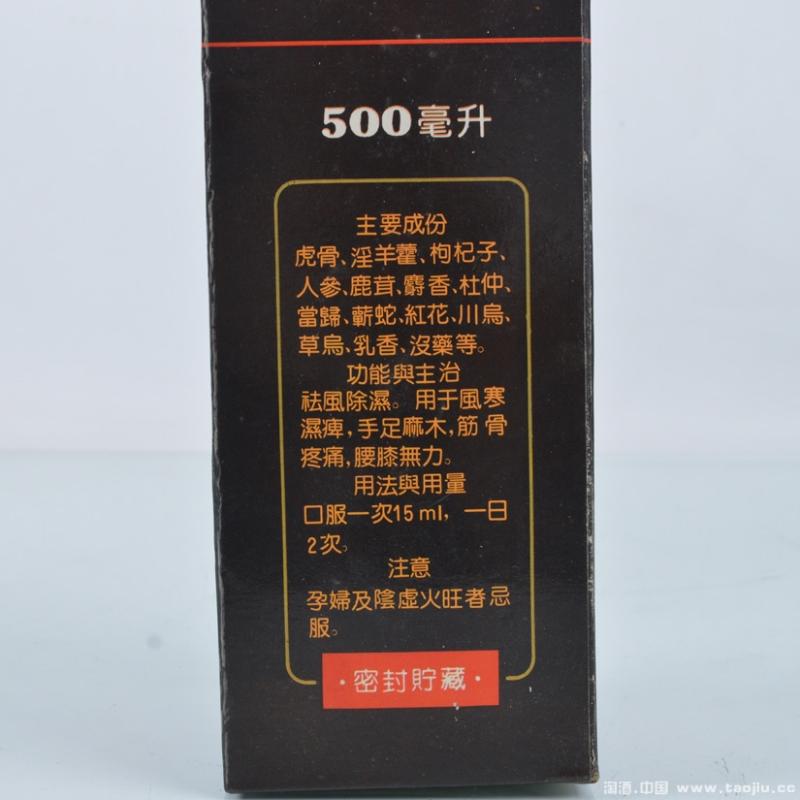 500毫升
主要成份
虎骨、淫羊藿、枸杞子、
人參、鹿茸、麝香、杜仲、
當歸、蘄蛇、紅花、川烏、
草烏、乳香、沒藥等。
功能與主治
祛風除濕。用于風寒
濕痺,手足麻木,筋骨
疼痛,腰膝無力。
用法與用量
口服一次15ml,一日
2次。
注意
孕婦及陰虛火旺者忌
服。
·密封貯藏·
淘酒.中国 www.taojiu.cc